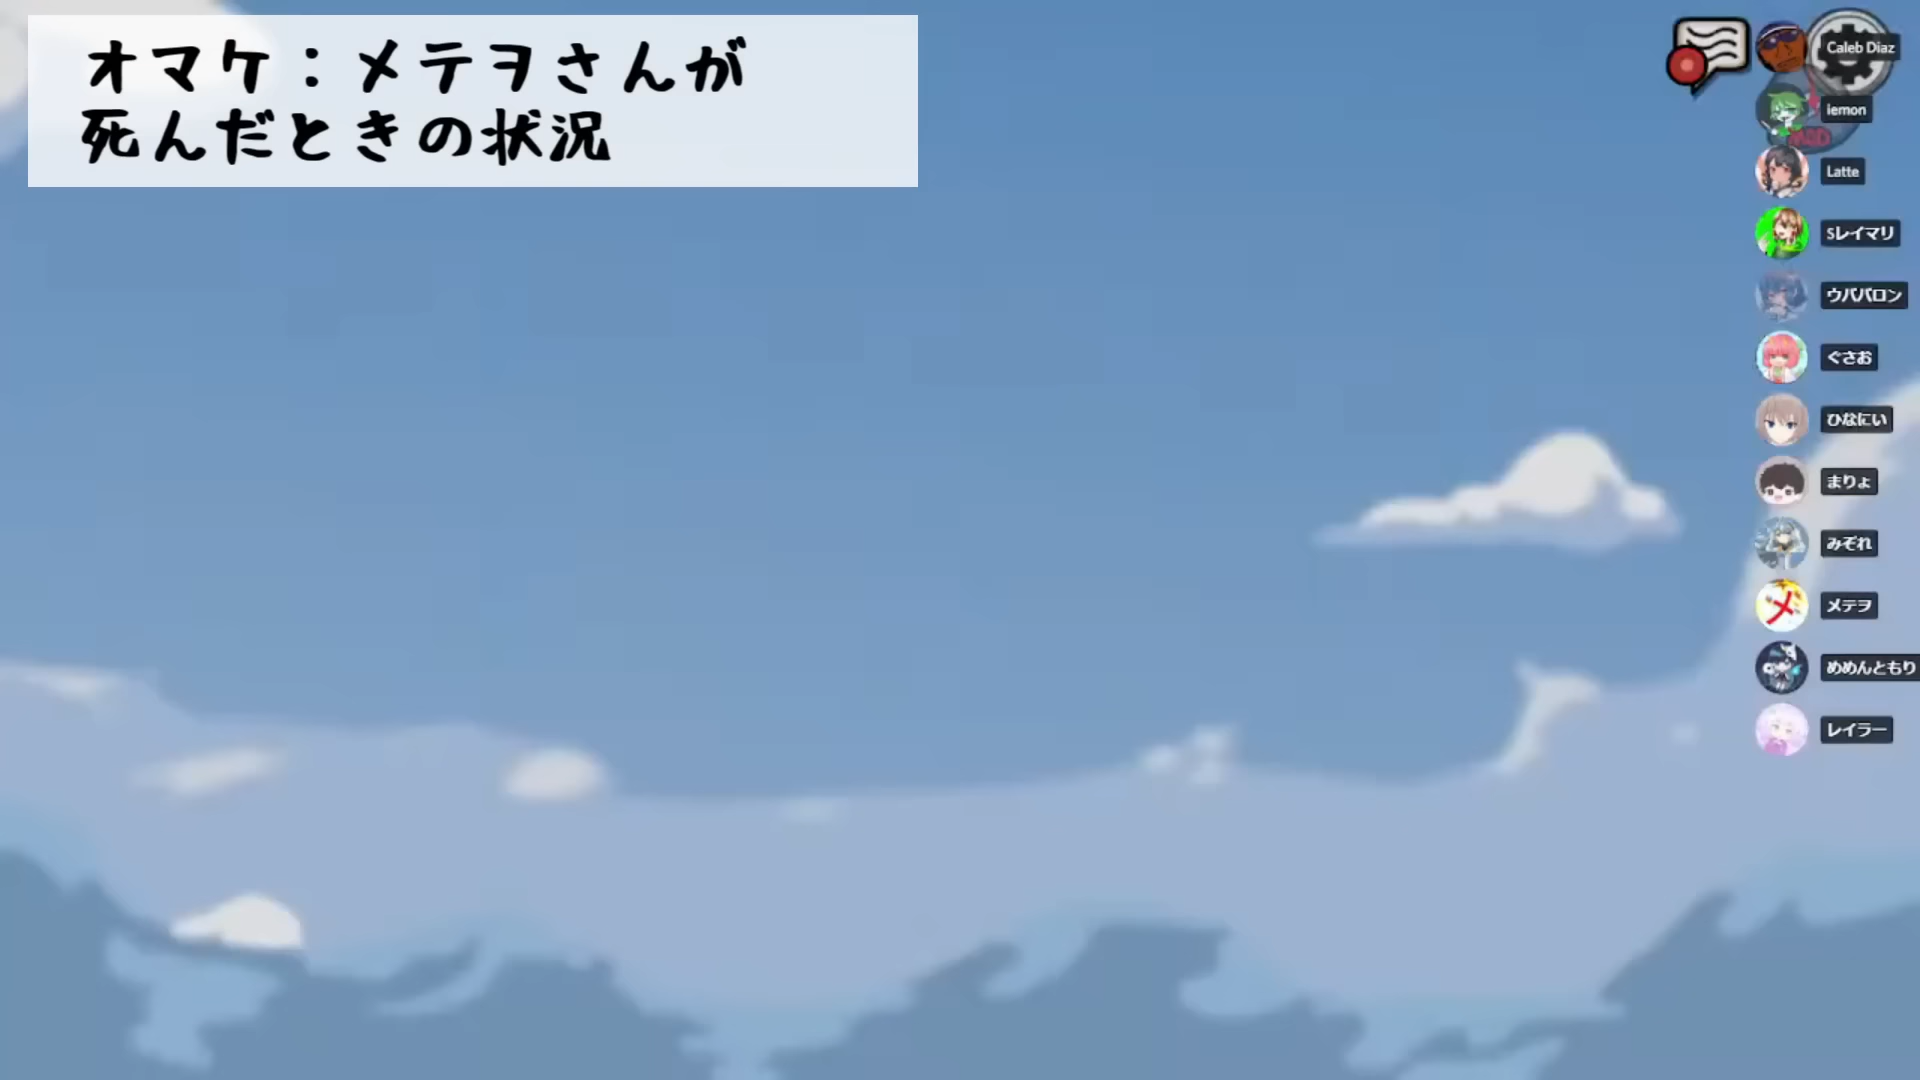 オマケ：メテヲさんが
死んだときの状況
Caleb Diaz
iemon
Latte
Sレイマリ
ウパパロン
ぐさお
ひなにい
まりょ
みぞれ
メテヲ
めめんともり
レイラー